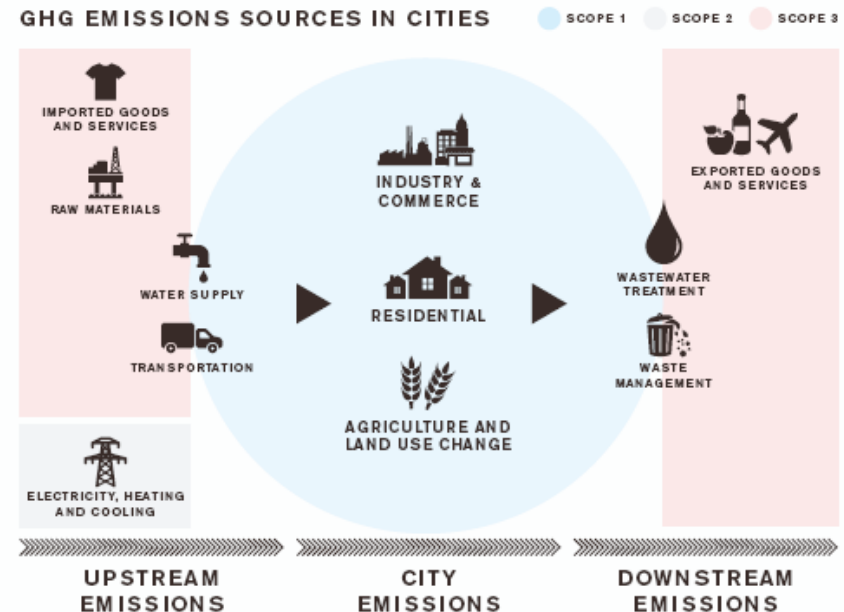 GHG EMISSIONS SOURCES IN CITIES
SCOPE 1
SCOPE 2
SCOPE 3
IMPORTED GOODS
AND SERVICES
RAW MATERIALS
WATER SUPPLY
TRANSPORTATION
ELECTRICITY, HEATING
AND COOLING
INDUSTRY &
COMMERCE
RESIDENTIAL
AGRICULTURE AND
LAND USE CHANGE
EXPORTED GOODS
AND SERVICES
WASTEWATER
TREATMENT
WASTE
MANAGEMENT
UPSTREAM
EMISSIONS
CITY
EMISSIONS
DOWNSTREAM
EMISSIONS